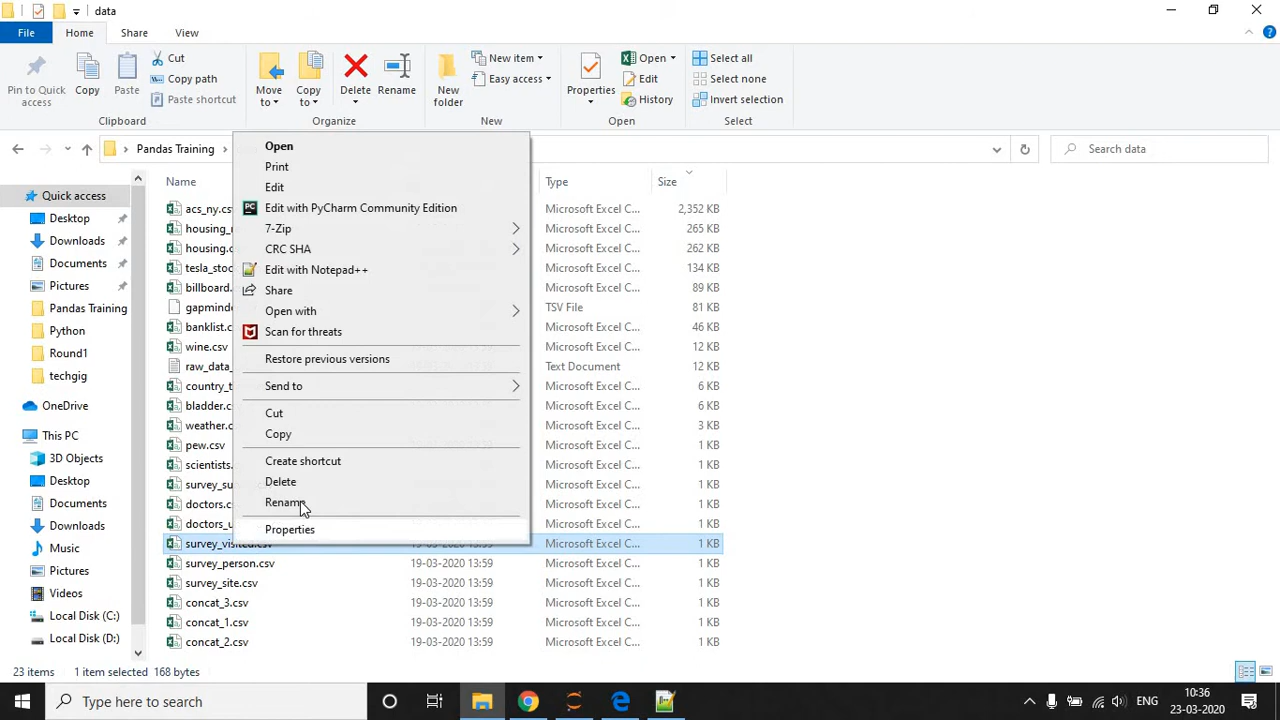 data
File Home Share View
Pin to Quick access
Copy
Paste
Cut
Copy path
Paste shortcut
Clipboard
Move to
Copy to
Delete
Rename
Organize
New folder
New item
Easy access
New
Properties
Open
Edit
History
Open
Select all
Select none
Invert selection
Select
Pandas Training
Search data
Name Type Size
Quick access
Desktop
Downloads
Documents
Pictures
Pandas Training
Python
Round1
techgig
OneDrive
This PC
3D Objects
Desktop
Documents
Downloads
Music
Pictures
Videos
Local Disk (C:)
Local Disk (D:)
Open
Print
Edit
PC Edit with PyCharm Community Edition
7-Zip
CRC SHA
Edit with Notepad++
Share
Open with
Scan for threats
Restore previous versions
Send to
Cut
Copy
Create shortcut
Delete
Rename
Properties
acs_ny.cs Microsoft Excel C... 2,352 KB
housing_ Microsoft Excel C... 265 KB
housing. Microsoft Excel C... 262 KB
tesla_stoc Microsoft Excel C... 134 KB
billboard. Microsoft Excel C... 89 KB
gapminde TSV File 81 KB
banklist.c Microsoft Excel C... 46 KB
wine.csv Microsoft Excel C... 12 KB
raw_data_ Text Document 12 KB
country_t Microsoft Excel C... 6 KB
bladder.c Microsoft Excel C... 6 KB
weather.c Microsoft Excel C... 3 KB
pew.csv Microsoft Excel C... 1 KB
scientists. Microsoft Excel C... 1 KB
survey_su Microsoft Excel C... 1 KB
doctors.c Microsoft Excel C... 1 KB
doctors_u Microsoft Excel C... 1 KB
survey_visited.csv 19-03-2020 13:59 Microsoft Excel C... 1 KB
survey_person.csv 19-03-2020 13:59 Microsoft Excel C... 1 KB
survey_site.csv 19-03-2020 13:59 Microsoft Excel C... 1 KB
concat_3.csv 19-03-2020 13:59 Microsoft Excel C... 1 KB
concat_1.csv 19-03-2020 13:59 Microsoft Excel C... 1 KB
concat_2.csv 19-03-2020 13:59 Microsoft Excel C... 1 KB
23 items 1 item selected 168 bytes
Type here to search
ENG
10:36
23-03-2020